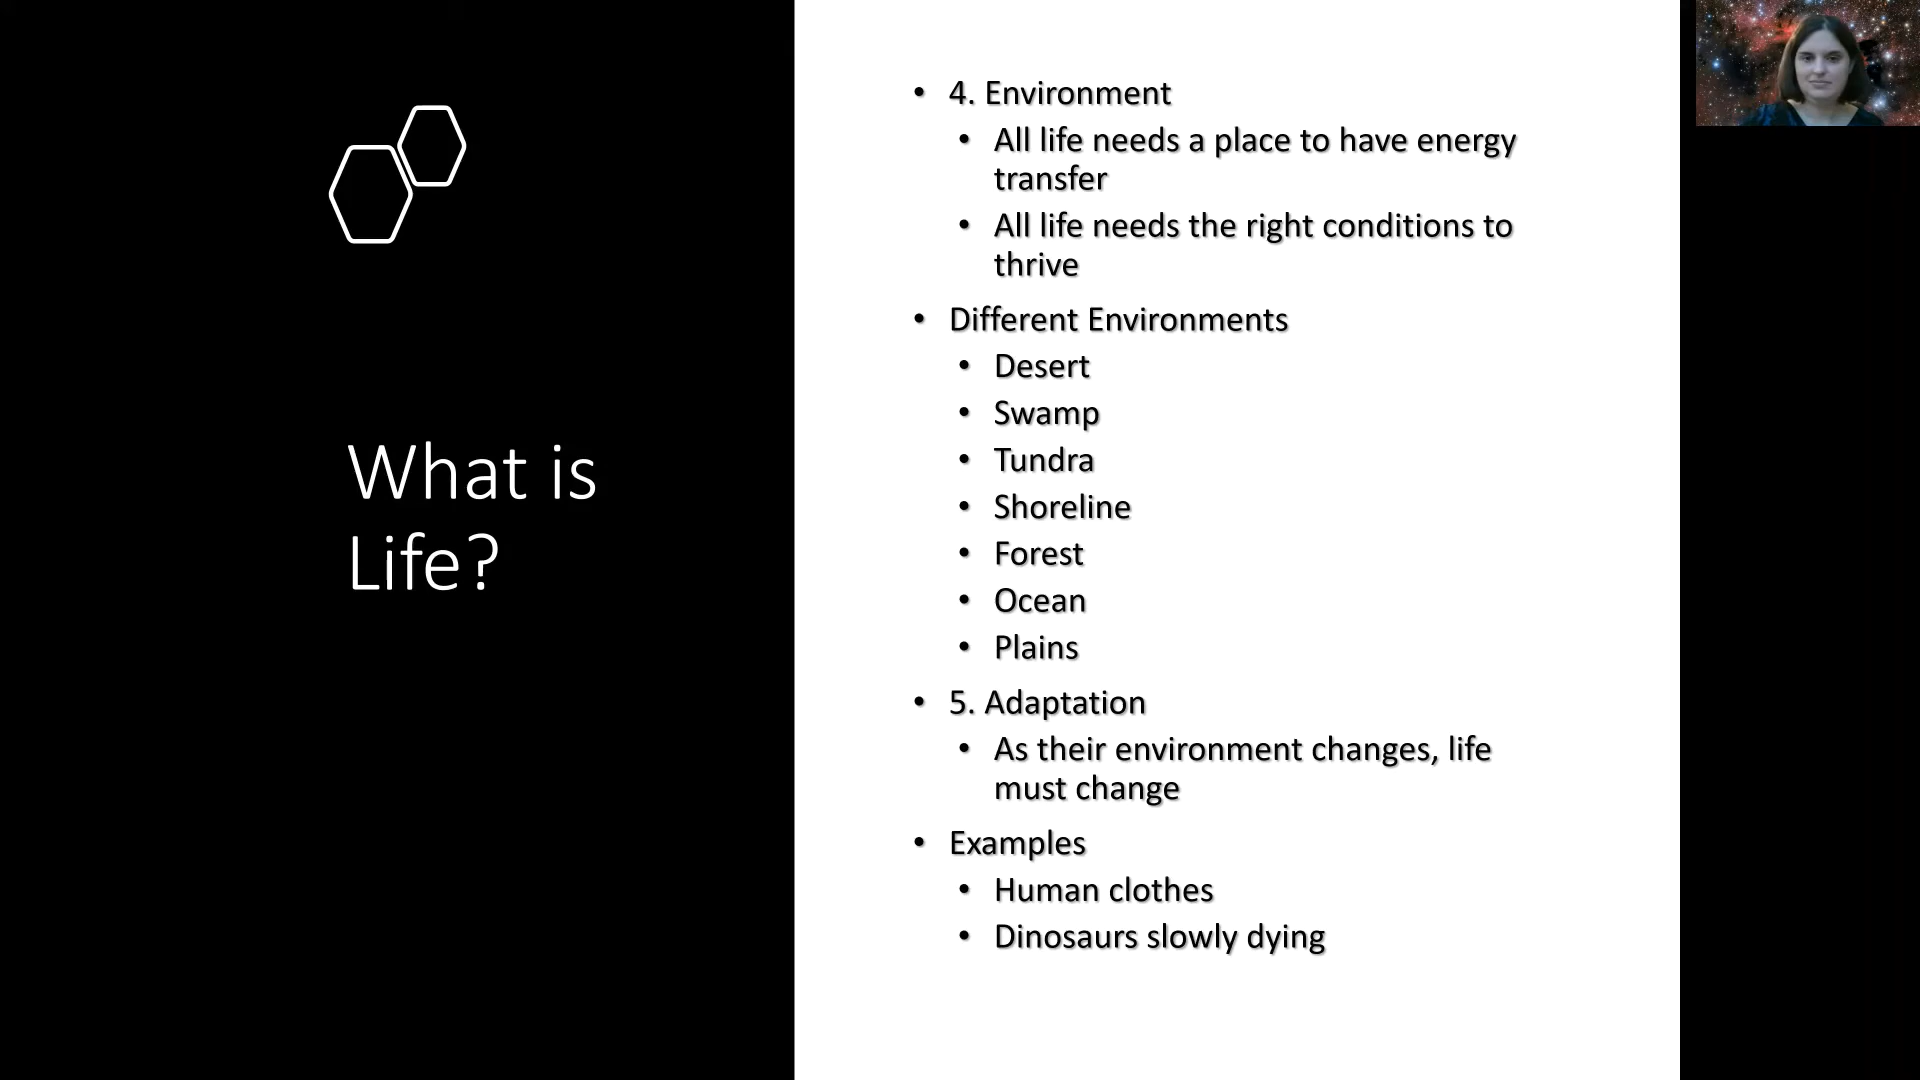 What is
Life?
• 4. Environment
• All life needs a place to have energy
transfer
• All life needs the right conditions to
thrive
• Different Environments
• Desert
• Swamp
• Tundra
• Shoreline
• Forest
• Ocean
• Plains
• 5. Adaptation
• As their environment changes, life
must change
• Examples
• Human clothes
• Dinosaurs slowly dying